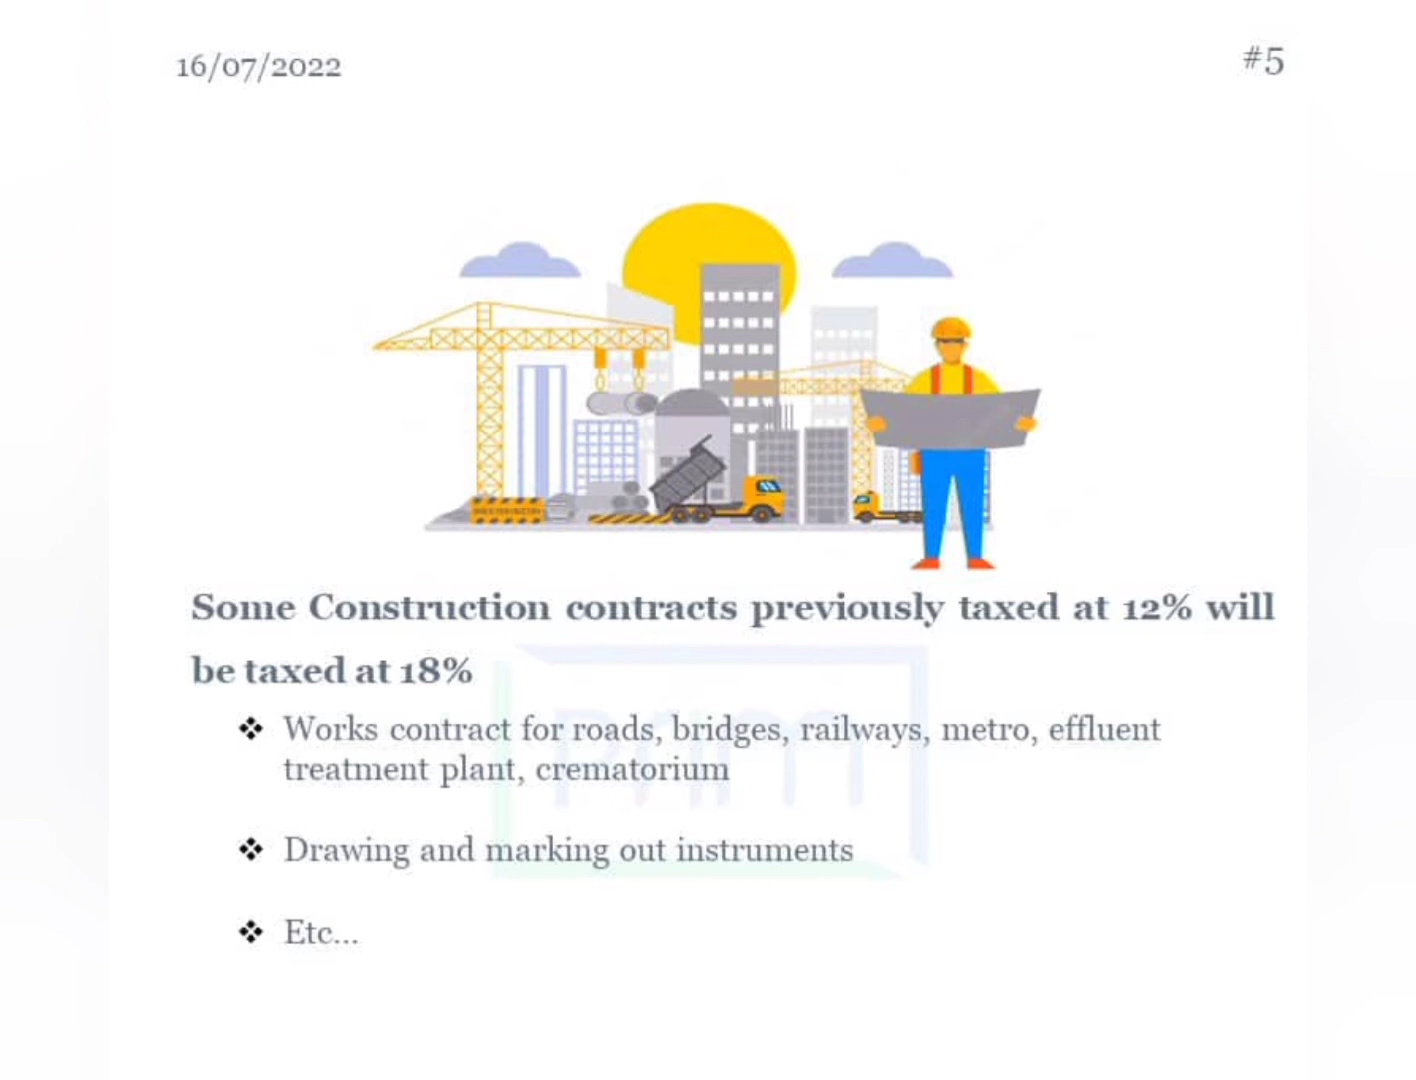 16/07/2022
#5
Some Construction contracts previously taxed at 12% will
be taxed at 18%
❖ Works contract for roads, bridges, railways, metro, effluent
treatment plant, crematorium
❖ Drawing and marking out instruments
❖ Etc...